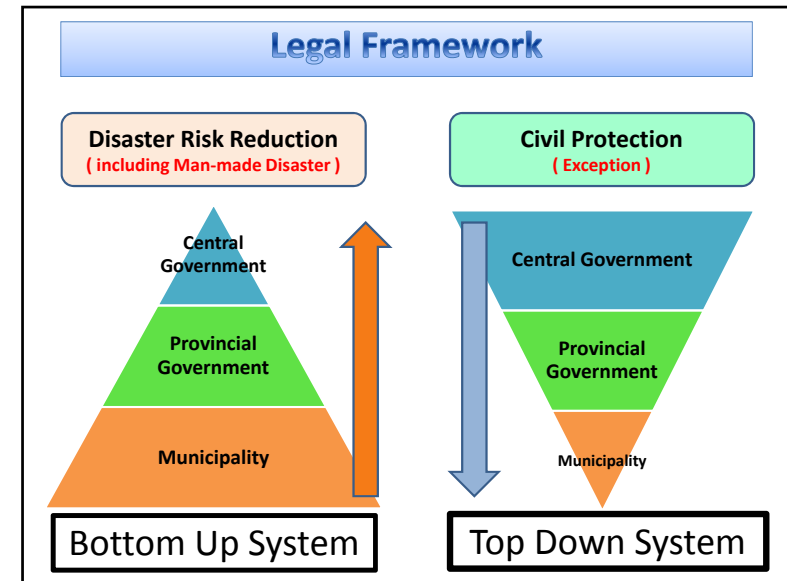 Legal Framework
Disaster Risk Reduction
( including Man-made Disaster )
Central
Government
Provincial
Government
Municipality
Bottom Up System
Civil Protection
( Exception )
Central Government
Provincial
Government
Municipality
Top Down System